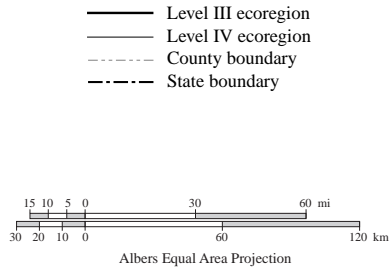 Level III ecoregion
Level IV ecoregion
County boundary
State boundary
15 10 5 0 30 60 mi
30 20 10 0 60 120 km
Albers Equal Area Projection